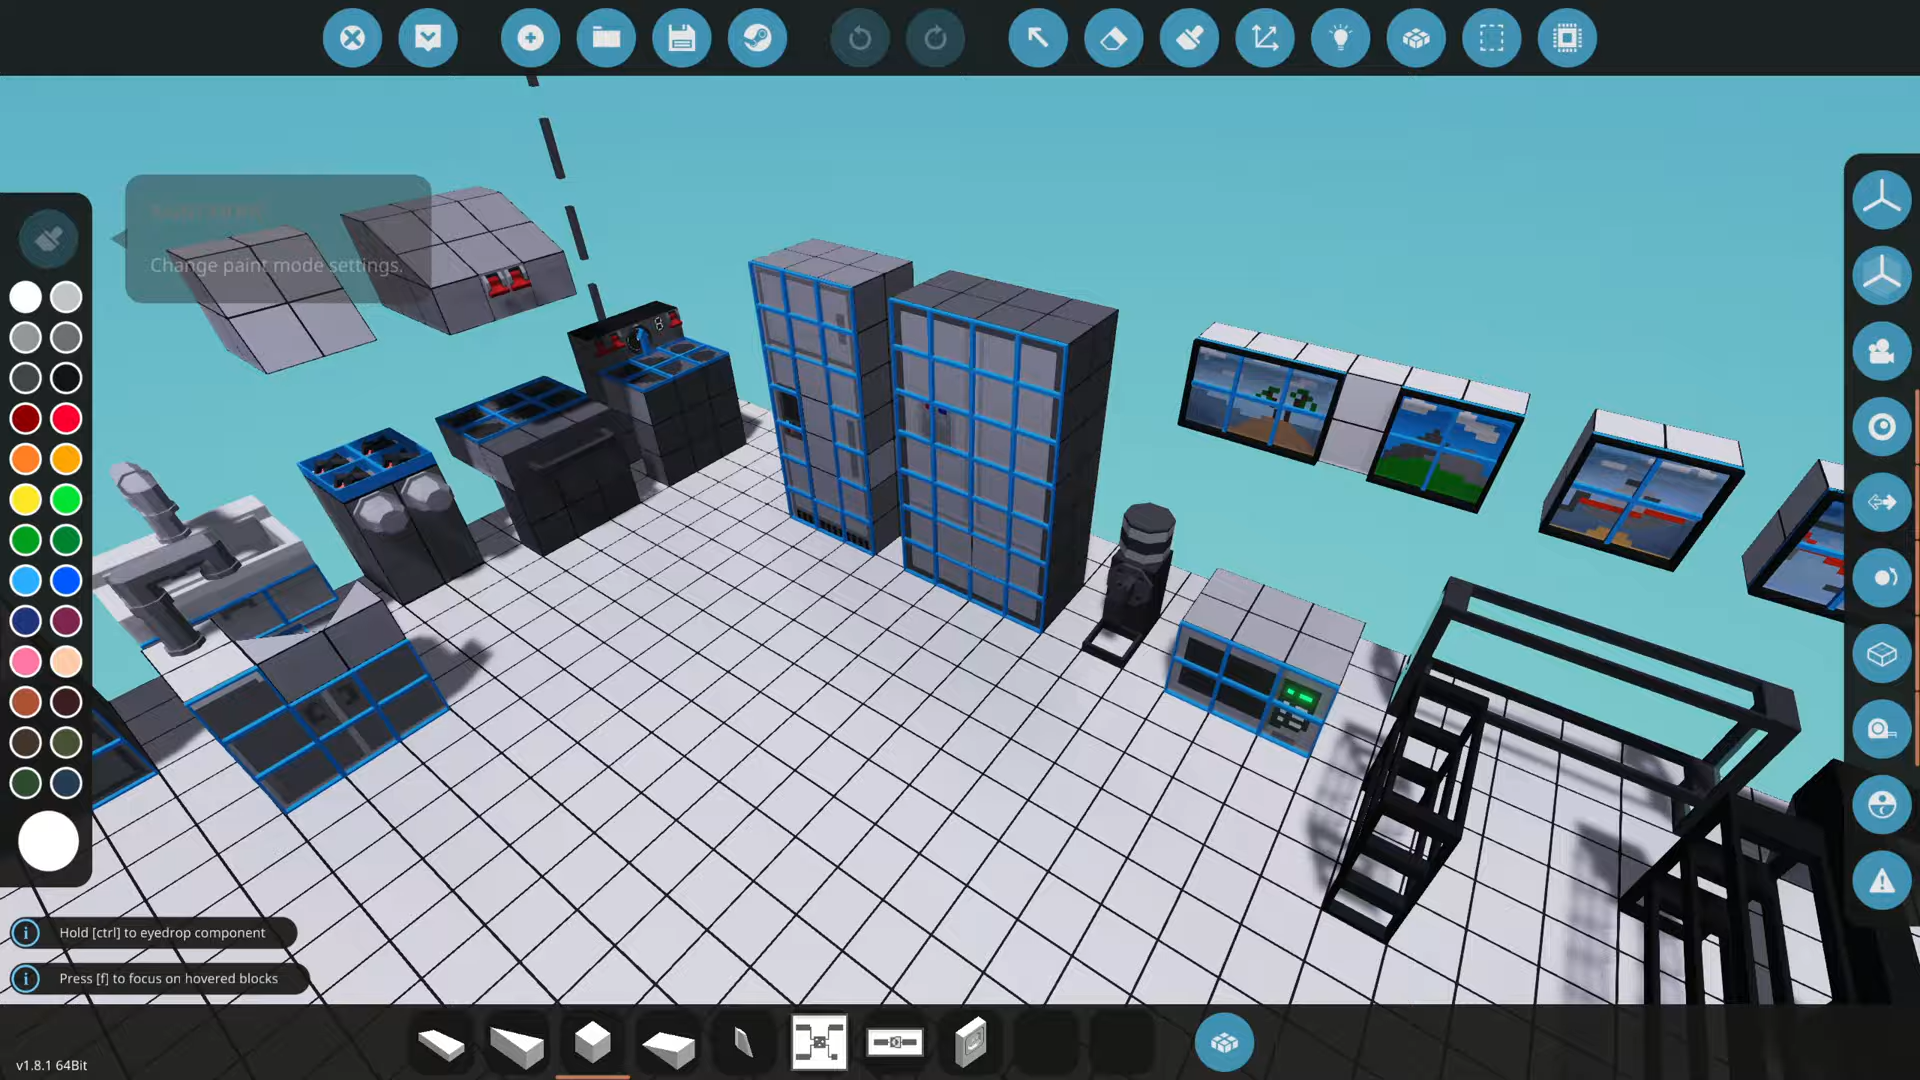 Change paint mode settings.
Hold [ctrl] to eyedrop component
Press [f] to focus on hovered blocks
v1.8.1 64Bit